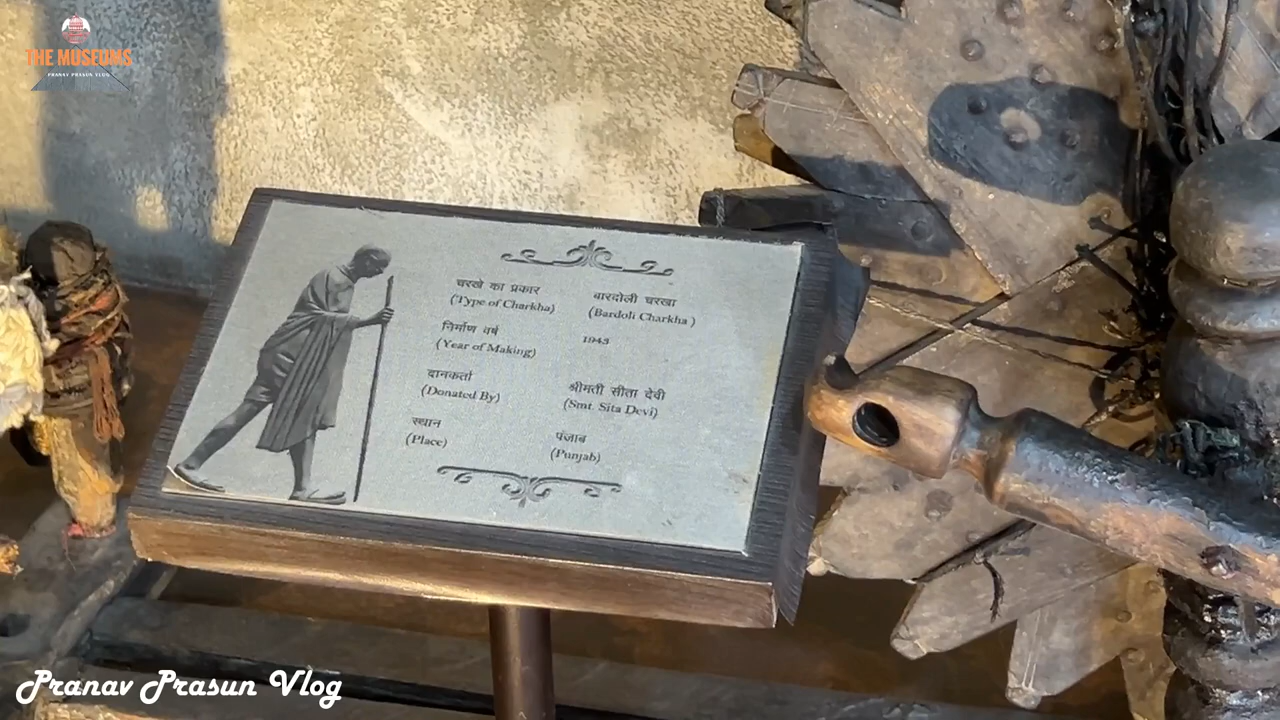 THE MUSEUMS
PRANAV PRASUN VLOG
चरखे का प्रकार
(Type of Charkha)
बारदोली चरखा
(Bardoli Charkha )
निर्माण वर्ष
(Year of Making)
1945
दानकर्ता
(Donated By)
श्रीमती सीता देवी
(Smt. Sita Devi)
स्थान
(Place)
पंजाब
(Punjab)
Pranav Prasun Vlog